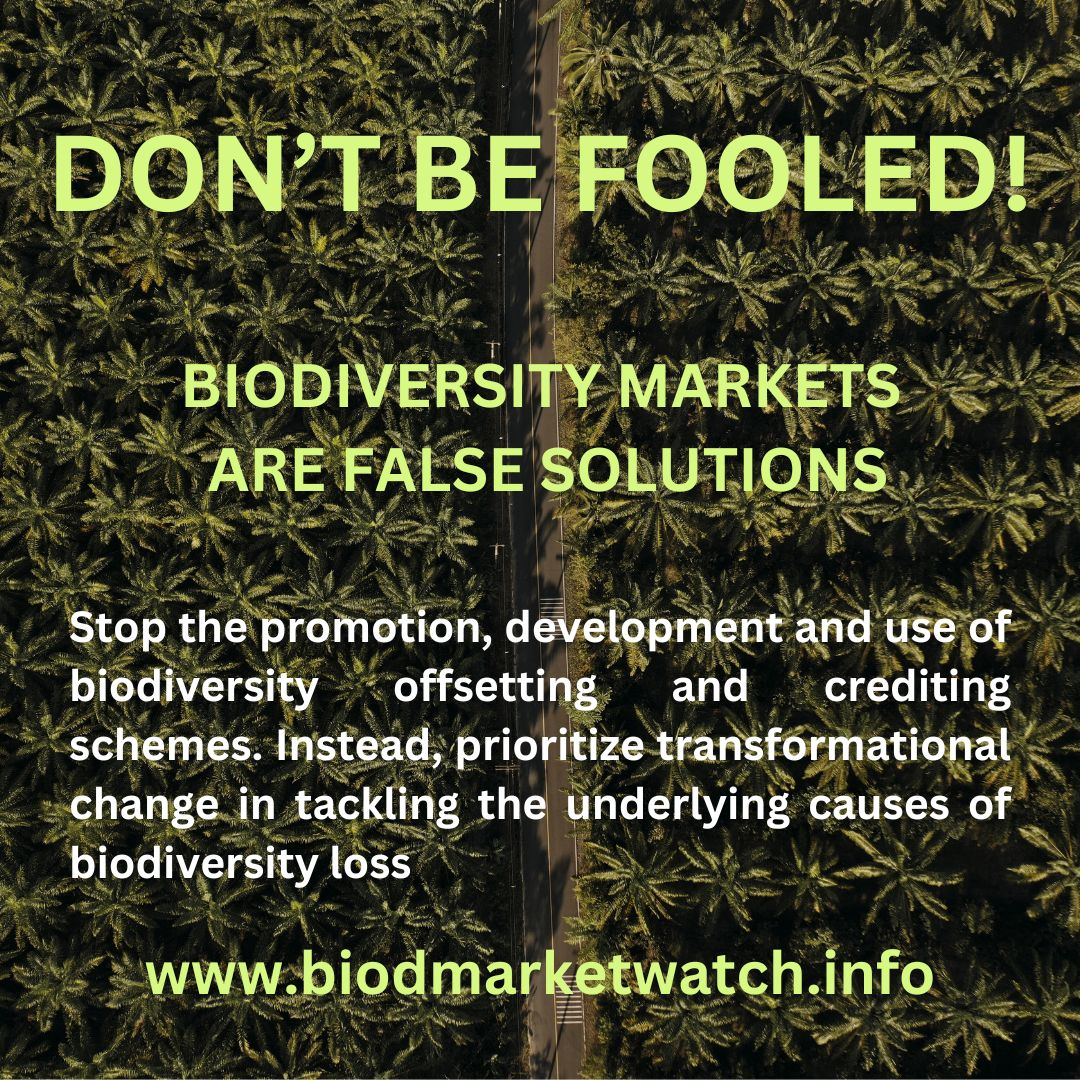 DON’T BE FOOLED!
BIODIVERSITY MARKETS
ARE FALSE SOLUTIONS
Stop the promotion, development and use of
biodiversity offsetting and crediting
schemes. Instead, prioritize transformational
change in tackling the underlying causes of
biodiversity loss
www.biodmarketwatch.info